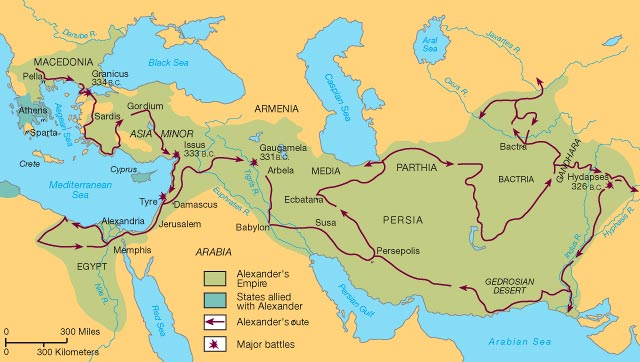 Danube R.
MACEDONIA
Pella
Granicus
334 B.C.
Black Sea
Aral
Sea
Jaxartes R.
Oxus R.
Caspian Sea
Athens
Sparta
Aegean Sea
Sardis
Gordium
ASIA MINOR
ARMENIA
Crete
Cyprus
Issus
333 B.C.
Gaugamela
331 B.C.
Arbela
MEDIA
PARTHIA
Bactra
BACTRIA
GANDHARA
Hydapses
326 B.C.
Mediterranean
Sea
Tyre
Damascus
Tigris R.
Euphrates R.
Ecbatana
PERSIA
Alexandria
Jerusalem
Babylon
Susa
Indus R.
Hyphasis R.
Memphis
ARABIA
Persepolis
EGYPT
Nile R.
Red Sea
Persian Gulf
GEDROSIAN
DESERT
Arabian Sea
Alexander's
Empire
States allied
with Alexander
Alexander's oute
Major battles
0 300 Miles
0 300 Kilometers